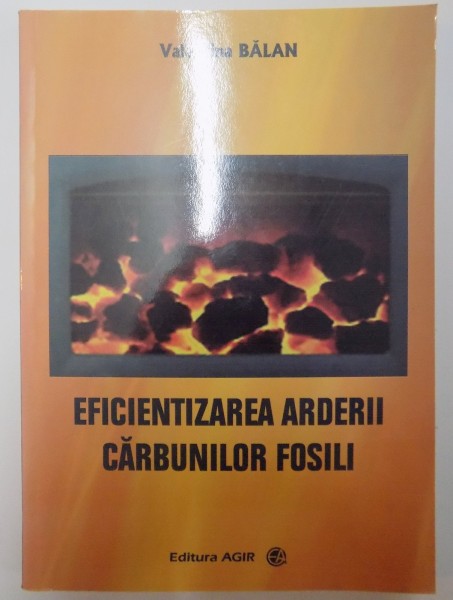 BĂLAN
EFICIENTIZAREA ARDERII
CĂRBUNILOR FOSILI
Editura AGIR